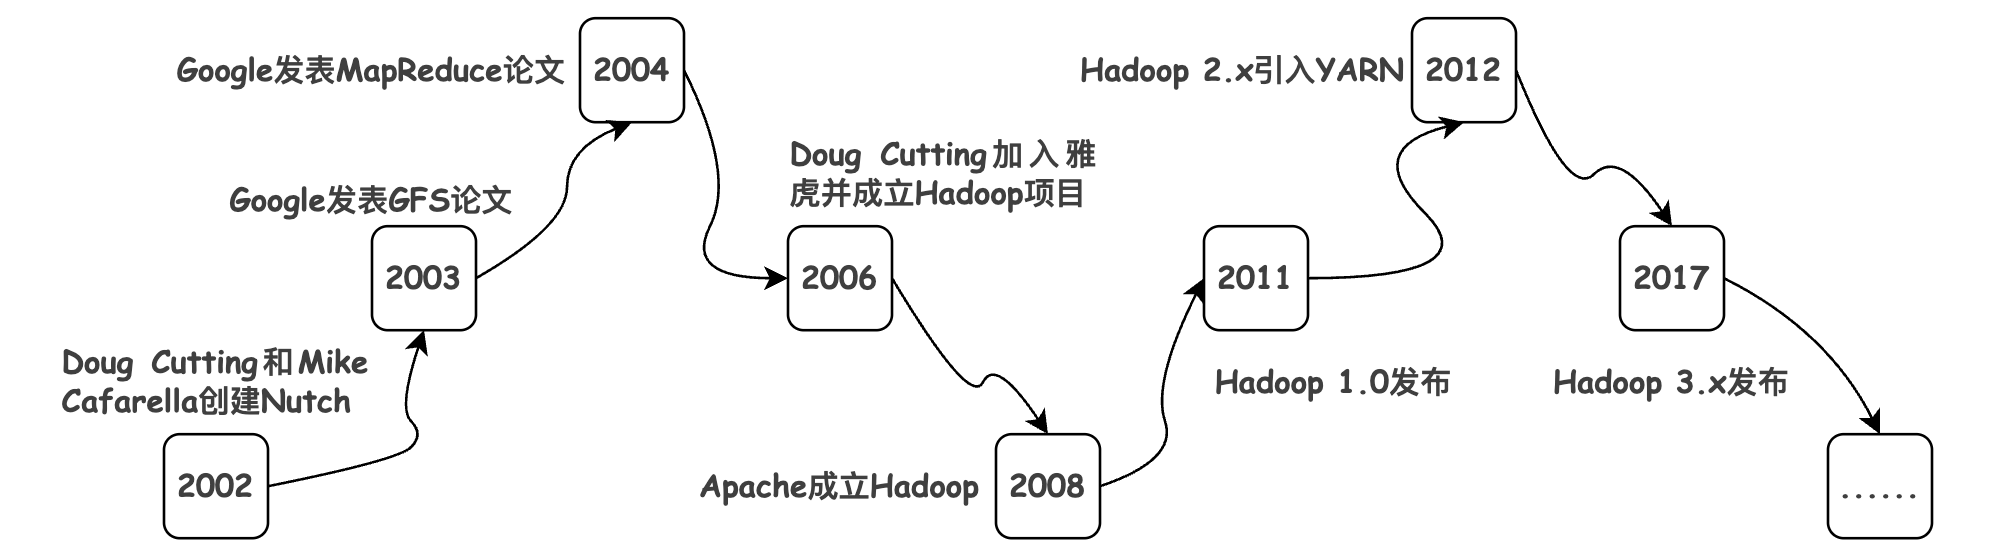 Doug Cutting和Mike
Cafarella创建Nutch
2002
Google发表GFS论文
2003
Google发表MapReduce论文
2004
Doug Cutting加入雅
虎并成立Hadoop项目
2006
Apache成立Hadoop
2008
2011
Hadoop 1.0发布
Hadoop 2.x引入YARN
2012
2017
Hadoop 3.x发布
......